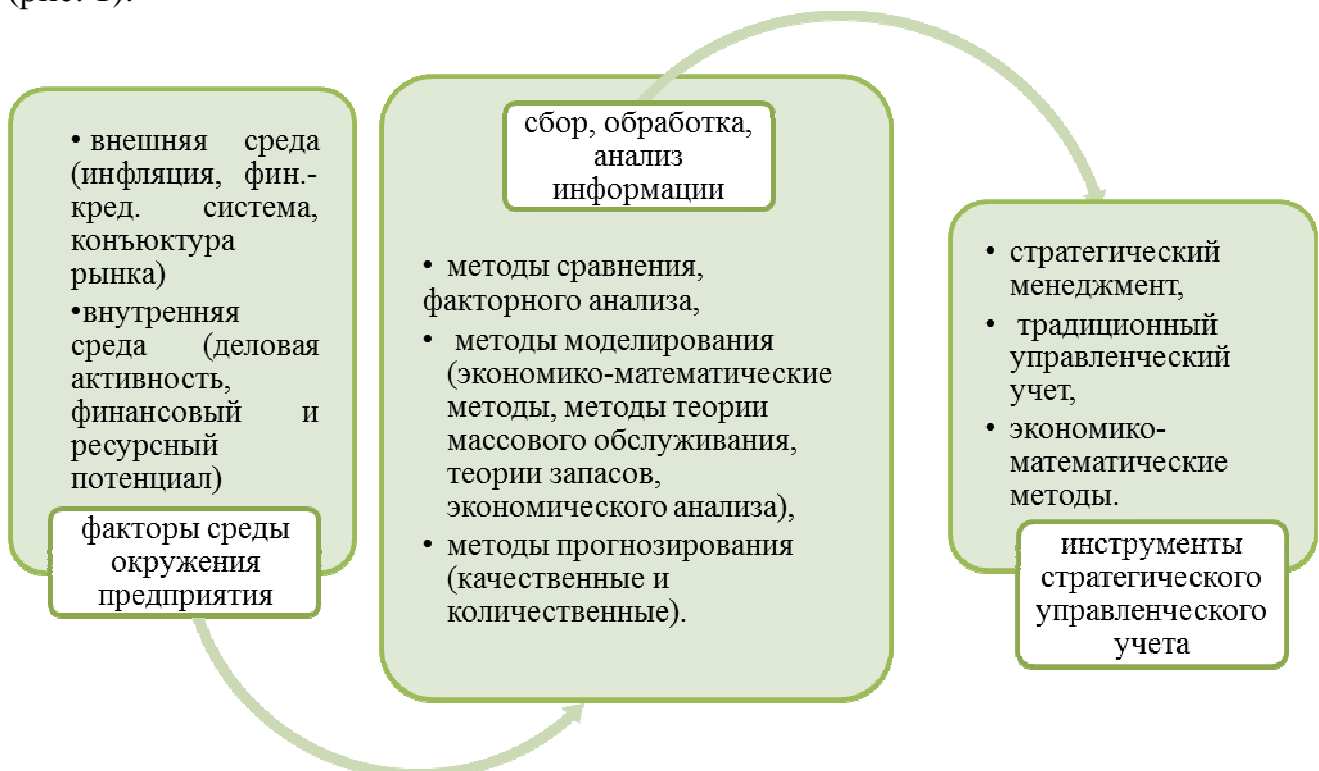 • внешняя среда
(инфляция, фин.-
кред. система,
конъюктура
рынка)
•внутренняя
среда (деловая
активность,
финансовый и
ресурсный
потенциал)
факторы среды
окружения
предприятия
сбор, обработка,
анализ
информации
• методы сравнения,
факторного анализа,
• методы моделирования
(экономико-математические
методы, методы теории
массового обслуживания,
теории запасов,
экономического анализа),
• методы прогнозирования
(качественные и
количественные).
• стратегический
менеджмент,
• традиционный
управленческий
учет,
• экономико-
математические
методы.
инструменты
стратегического
управленческого
учета